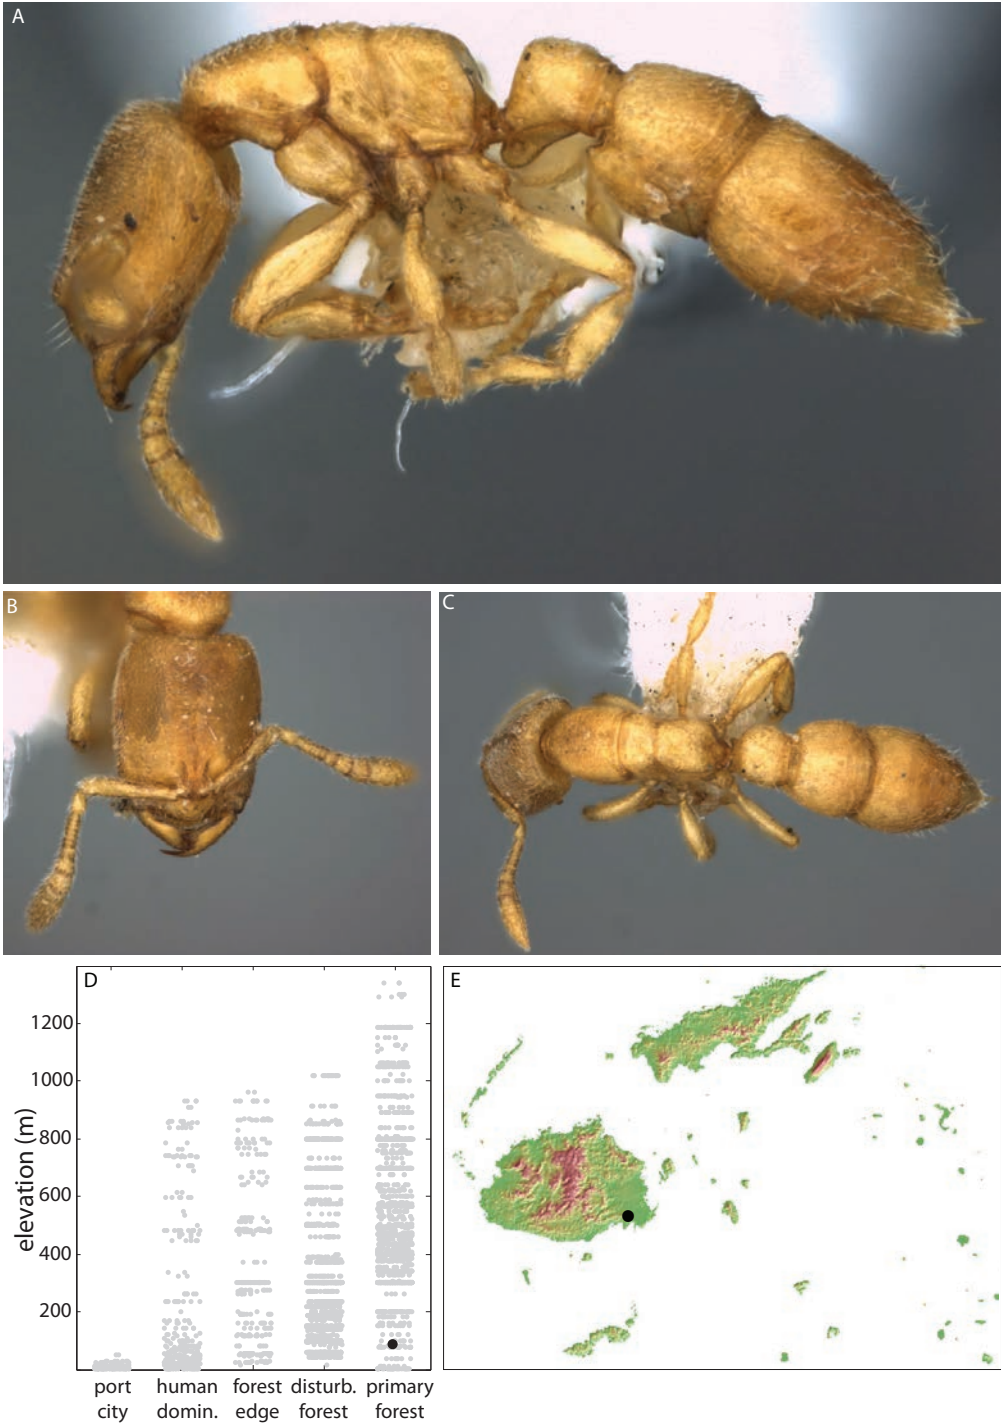 A
B
C
D
E
1200
1000
800
600
400
200
elevation (m)
port human forest disturb. primary
city domin. edge forest forest